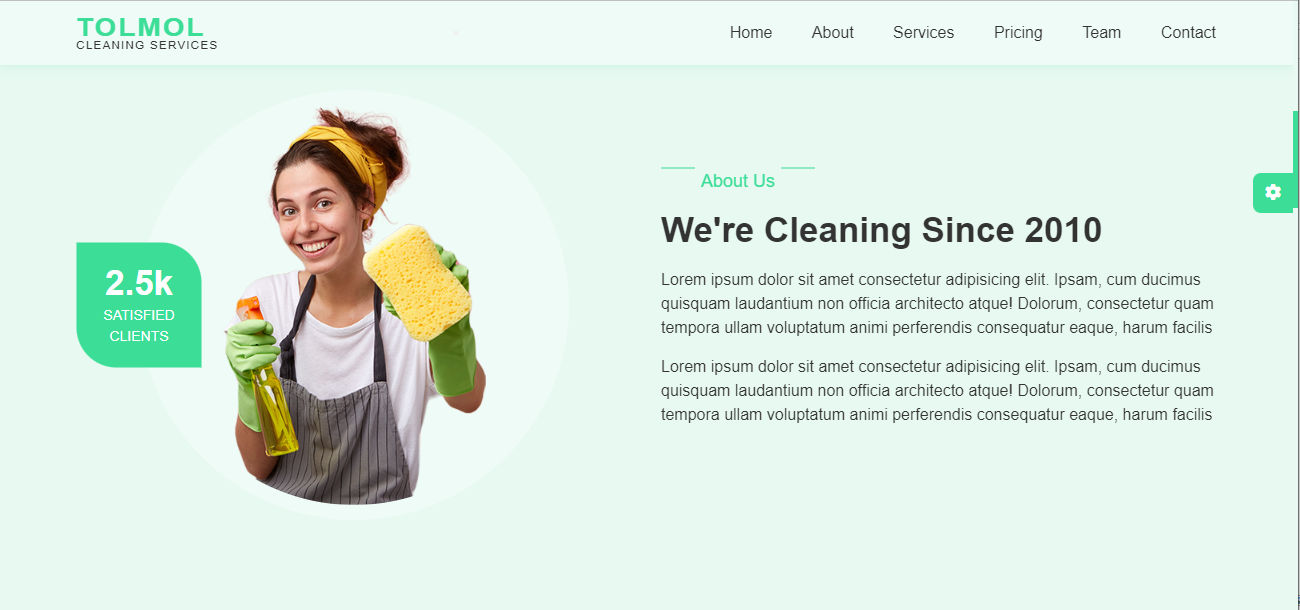 TOLMOL
CLEANING SERVICES
Home About Services Pricing Team Contact
2.5k
SATISFIED
CLIENTS
About Us
We're Cleaning Since 2010
Lorem ipsum dolor sit amet consectetur adipisicing elit. Ipsam, cum ducimus
quisquam laudantium non officia architecto atque! Dolorum, consectetur quam
tempora ullam voluptatum animi perferendis consequatur eaque, harum facilis
Lorem ipsum dolor sit amet consectetur adipisicing elit. Ipsam, cum ducimus
quisquam laudantium non officia architecto atque! Dolorum, consectetur quam
tempora ullam voluptatum animi perferendis consequatur eaque, harum facilis